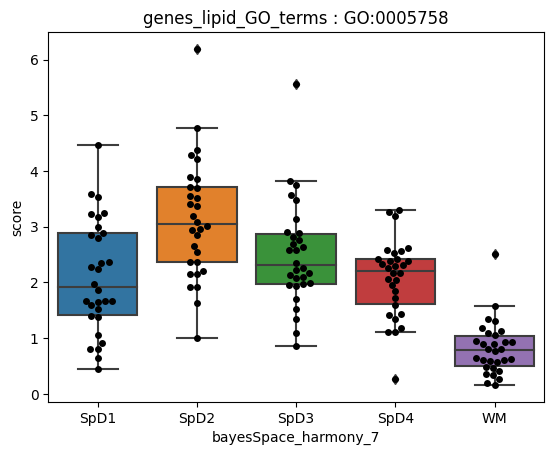 genes_lipid_GO_terms : GO:0005758
score
6
5
4
3
2
1
0
SpD1 SpD2 SpD3 SpD4 WM
bayesSpace_harmony_7